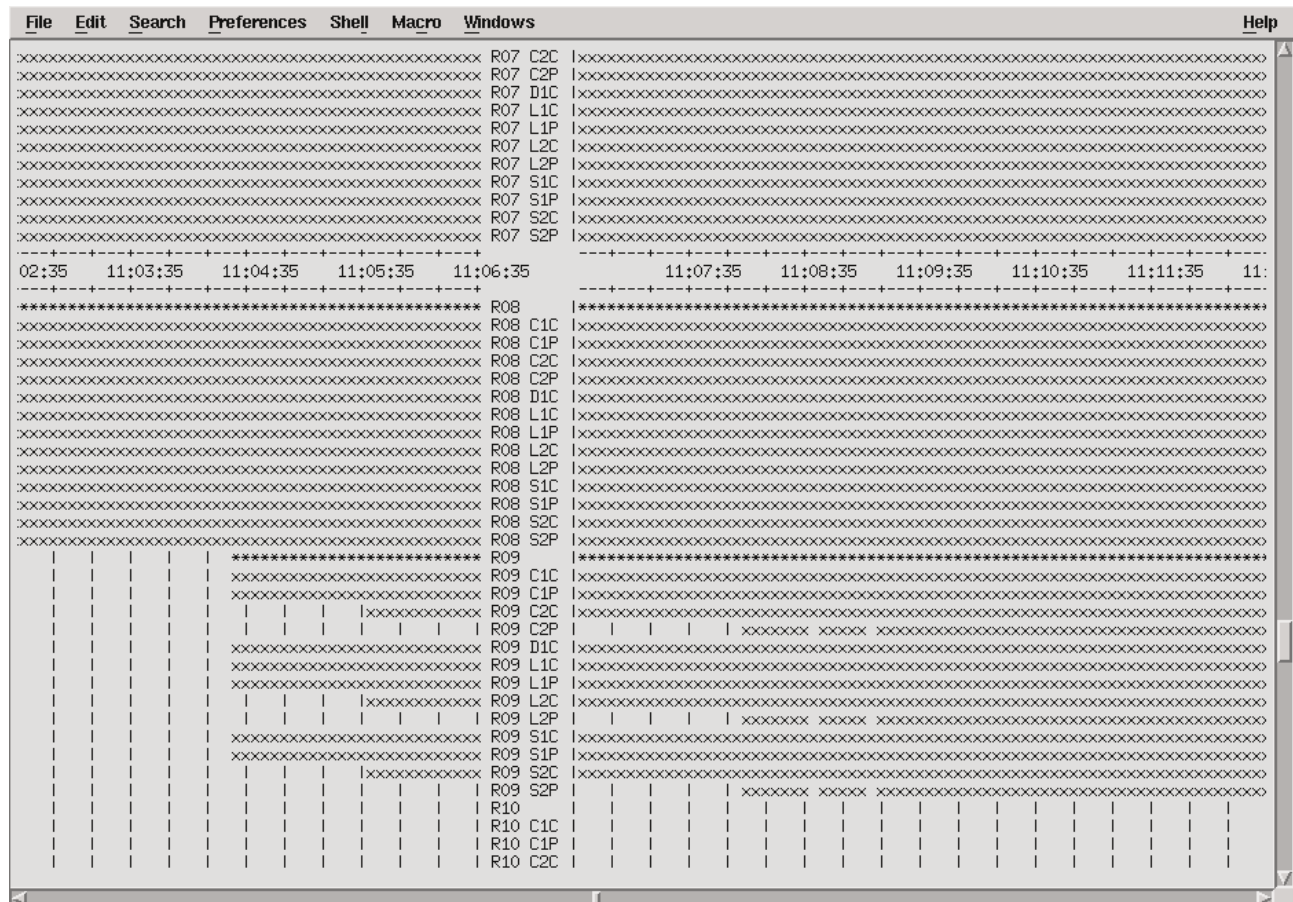 File Edit Search Preferences Shell Macro Windows Help
R07 C2C
R07 C2P
R07 D1C
R07 L1C
R07 L1P
R07 L2C
R07 L2P
R07 S1C
R07 S1P
R07 S2C
R07 S2P
02:35 11:03:35 11:04:35 11:05:35 11:06:35 11:07:35 11:08:35 11:09:35 11:10:35 11:11:35 11:
R08
R08 C1C
R08 C1P
R08 C2C
R08 C2P
R08 D1C
R08 L1C
R08 L1P
R08 L2C
R08 L2P
R08 S1C
R08 S1P
R08 S2C
R08 S2P
R09
R09 C1C
R09 C1P
R09 C2C
R09 C2P
R09 D1C
R09 L1C
R09 L1P
R09 L2C
R09 L2P
R09 S1C
R09 S1P
R09 S2C
R09 S2P
R10
R10 C1C
R10 C1P
R10 C2C